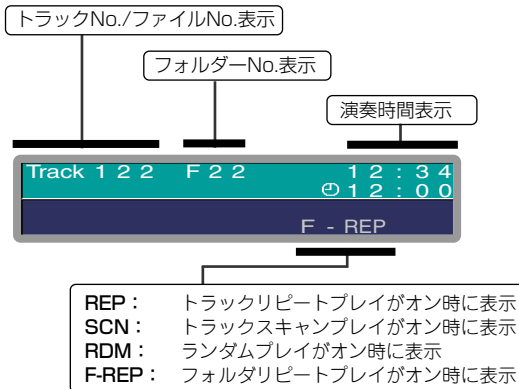 トラックNo./ファイルNo.表示
フォルダーNo.表示
演奏時間表示
Track 1 2 2 F 2 2 1 2 : 3 4
1 2 : 0 0
F - REP
REP： トラックリピートプレイがオン時に表示
SCN： トラックスキャンプレイがオン時に表示
RDM： ランダムプレイがオン時に表示
F-REP： フォルダリピートプレイがオン時に表示